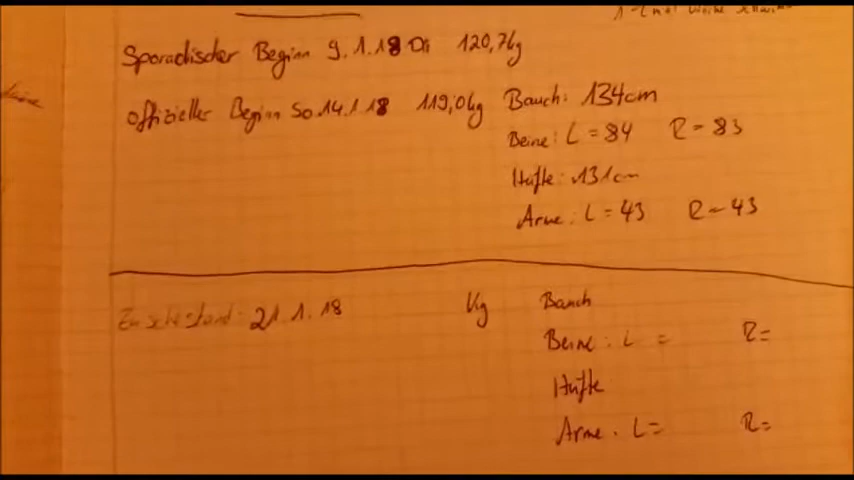 Sporadischer Beginn 9.1.18 Di 120,7kg
offizieller Beginn So 14.1.18 119,0kg Bauch: 134cm
Beine: L = 84 R = 83
Hüfte: 131cm
Arme: L = 43 R = 43
21.1.18 kg Bauch
Beine: L = R =
Hüfte
Arme: L = R =